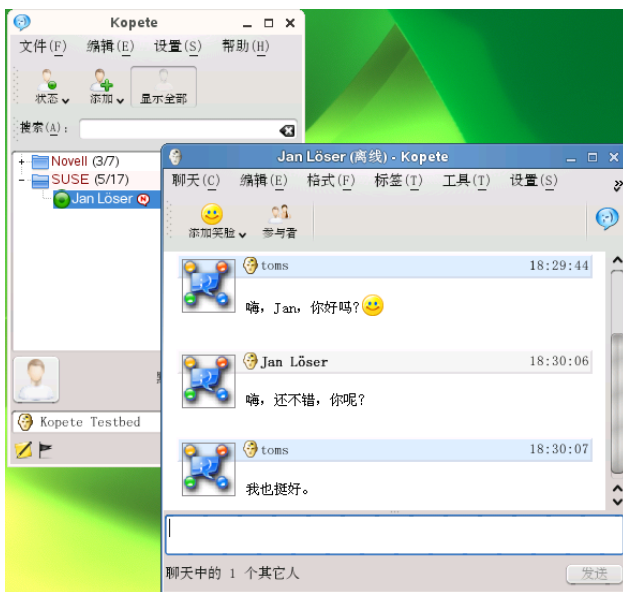 Kopete
文件(F) 编辑(E) 设置(S) 帮助(H)
状态 添加 显示全部
搜索(A):
Novell (3/7)
SUSE (5/17)
Jan Löser
Kopete Testbed
Jan Löser (离线) - Kopete
聊天(C) 编辑(E) 格式(F) 标签(T) 工具(T) 设置(S)
添加笑脸 参与者
toms 18:29:44
嗨，Jan，你好吗?
Jan Löser 18:30:06
嗨，还不错，你呢?
toms 18:30:07
我也挺好。
聊天中的 1 个其它人
发送